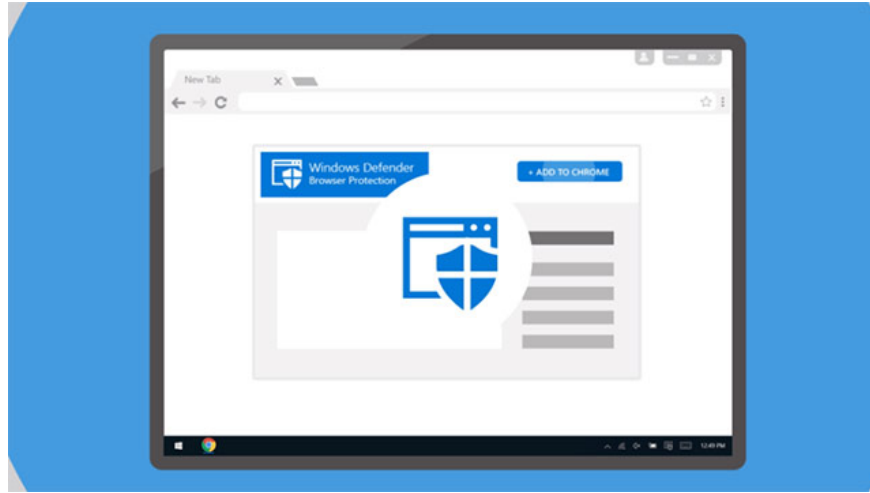 New Tab
Windows Defender
Browser Protection
+ ADD TO CHROME
12:49 PM